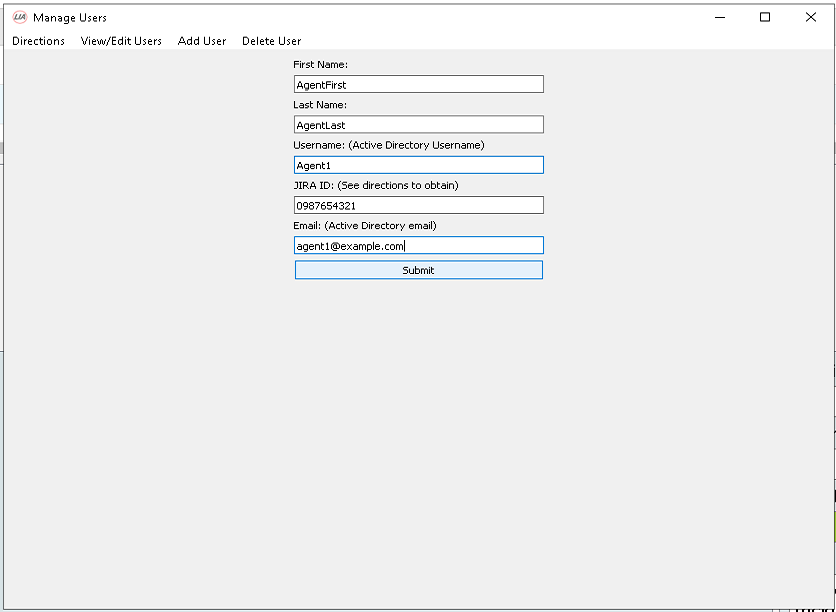 LIA Manage Users
Directions View/Edit Users Add User Delete User
First Name:
AgentFirst
Last Name:
AgentLast
Username: (Active Directory Username)
Agent1
JIRA ID: (See directions to obtain)
0987654321
Email: (Active Directory email)
agent1@example.com
Submit